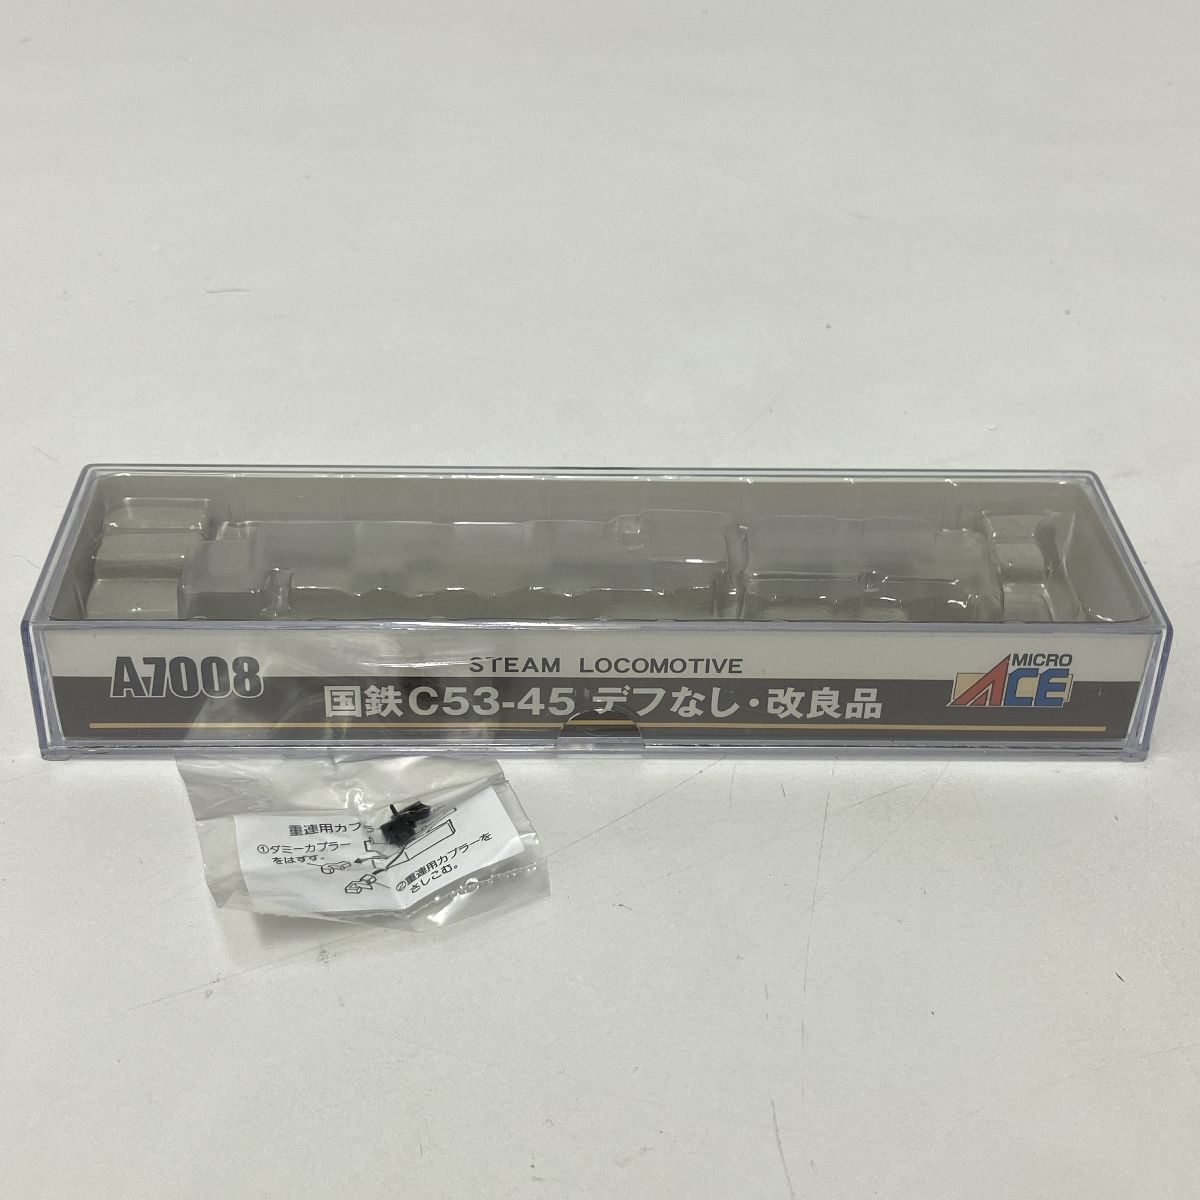 A7008
STEAM LOCOMOTIVE
国鉄C53-45 デフなし・改良品
MICRO
ACE
重連用カプラ
①ダミーカプラー
をはずす。
②重連用カプラーを
さしこむ。